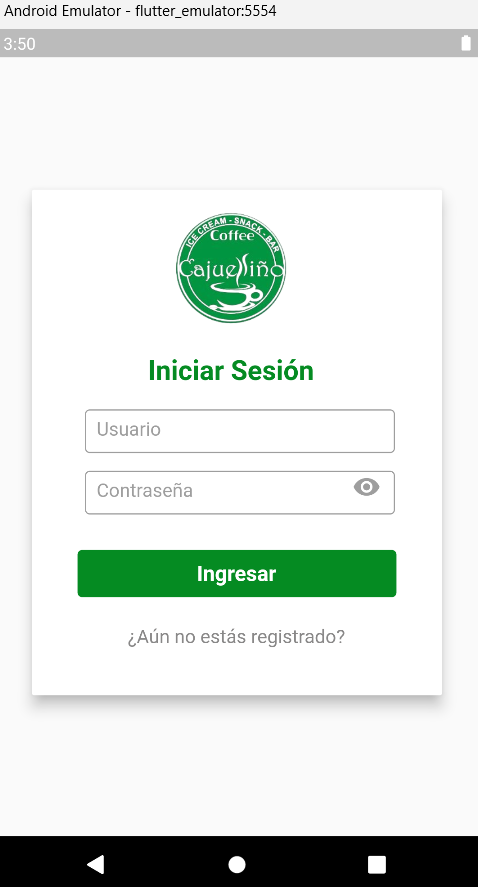 Android Emulator - flutter_emulator:5554
3:50
ICE CREAM - SNACK - BAR
Coffee
Cajuesiño
Iniciar Sesión
Usuario
Contraseña
Ingresar
¿Aún no estás registrado?